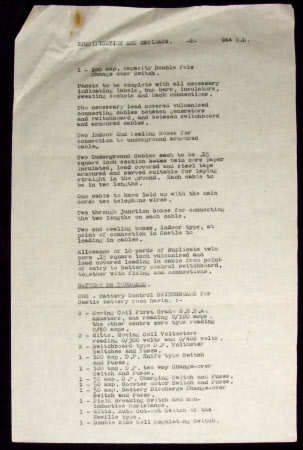 SPECIFICATION AND ESTIMATE. -2-
1 - 100 amp. capacity Double Pole
Change over Switch.
Panels to be complete with all necessary
indicating labels, bus bars, insulators,
sweating sockets and back connections.
The necessary lead covered vulcanised
connecting cables between generators
and switchboard, and between switchboard
and armoured cables.
Two Indoor End Sealing Boxes for
connection to underground armoured
cable.
Two Underground Cables each to be .15
square inch section twin core paper
insulated, lead covered and steel tape
armoured and served suitable for laying
straight in the ground. Each cable to
be in two lengths.
One cable to have laid up with the main
cores two telephone wires.
Two through junction boxes for connecting
the two lengths on each cable.
Two end sealing boxes, indoor type, at
point of connection in Castle to
leading in cables.
Allowance of 10 yards of duplicate twin
core .15 square inch vulcanised and
lead covered leading in cable from point
of entry to battery control switchboard,
together with fixing and connections.
BATTERY SWITCHBOARD.
ONE - Battery Control SWITCHBOARD for
Castle battery room having :-
2 - Moving Coil First Grade
Ammeters, one reading 0/100 amps.
the other centre zero type reading
0/60 amps.
2 - ditto. Moving Coil Voltmeters
reading 0/300 volts and 0/400 volts.
2 - Switchboard type D.P. Voltmeter
Switches and Fuses.
1 - 100 amp. D.P. Knife type Switch
and Fuses.
1 - 100 amp. D.P. two way Change-over
Switch and Fuses.
1 - 50 amp. D.P. Charging Switch and Fuses.
1 - 50 amp. Booster Motor Switch and Fuses.
1 - 50 amp. Battery Discharge Change-over
Switch and Fuses.
1 - Field Breaking Switch and non-
inductive resistance.
1 - ditto. Auto Cut-out Switch of the
Neville type.
1 - Double Side Cell Regulating Switch.